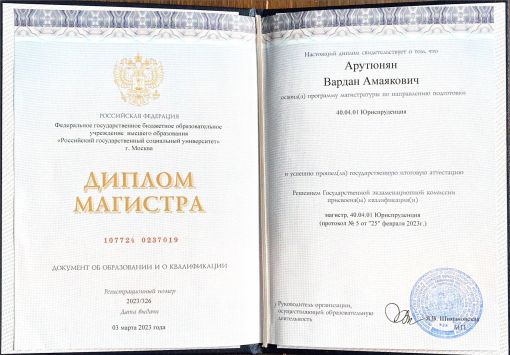 РОССИЙСКАЯ ФЕДЕРАЦИЯ
Федеральное государственное бюджетное образовательное
учреждение высшего образования
«Российский государственный социальный университет»
г. Москва
ДИПЛОМ
МАГИСТРА
107724 0237019
ДОКУМЕНТ ОБ ОБРАЗОВАНИИ И О КВАЛИФИКАЦИИ
Регистрационный номер
2023/326
Дата выдачи
03 марта 2023 года
Настоящий диплом свидетельствует о том, что
Арутюнян
Вардан Амаякович
освоил(а) программу магистратуры по направлению подготовки
40.04.01 Юриспруденция
и успешно прошел(ла) государственную итоговую аттестацию
Решением Государственной экзаменационной комиссии
присвоена(ы) квалификация(и)
магистр, 40.04.01 Юриспруденция
(протокол № 5 от "25" февраля 2023г.)
Руководитель организации,
осуществляющей образовательную
деятельность
М.П.